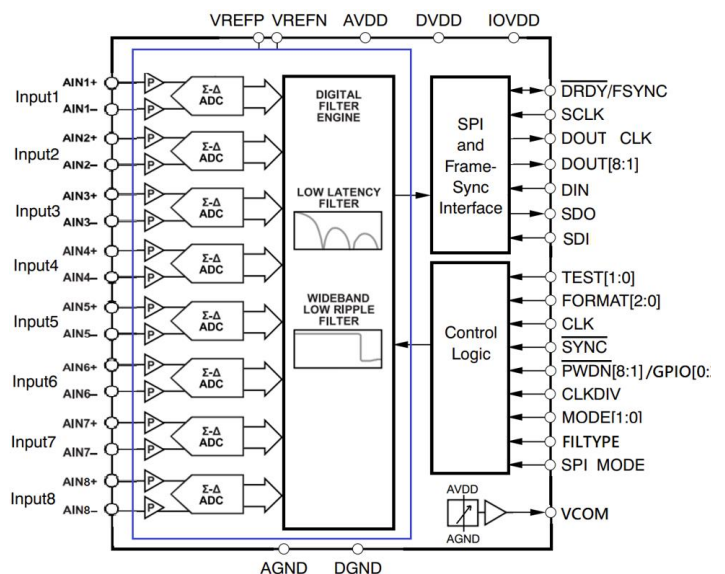 VREFP VREFN AVDD DVDD IOVDD
Input1
AIN1+
AIN1–
P
P
Σ-Δ
ADC
Input2
AIN2+
AIN2–
P
P
Σ-Δ
ADC
Input3
AIN3+
AIN3–
P
P
Σ-Δ
ADC
Input4
AIN4+
AIN4–
P
P
Σ-Δ
ADC
Input5
AIN5+
AIN5–
P
P
Σ-Δ
ADC
Input6
AIN6+
AIN6–
P
P
Σ-Δ
ADC
Input7
AIN7+
AIN7–
P
P
Σ-Δ
ADC
Input8
AIN8+
AIN8–
P
P
Σ-Δ
ADC
DIGITAL
FILTER
ENGINE
LOW LATENCY
FILTER
WIDEBAND
LOW RIPPLE
FILTER
SPI
and
Frame-
Sync
Interface
DRDY/FSYNC
SCLK
DOUT CLK
DOUT[8:1]
DIN
SDO
SDI
Control
Logic
TEST[1:0]
FORMAT[2:0]
CLK
SYNC
PWDN[8:1]/GPIO[0:
CLKDIV
MODE[1:0]
FILTYPE
SPI MODE
AVDD
AGND
VCOM
AGND DGND